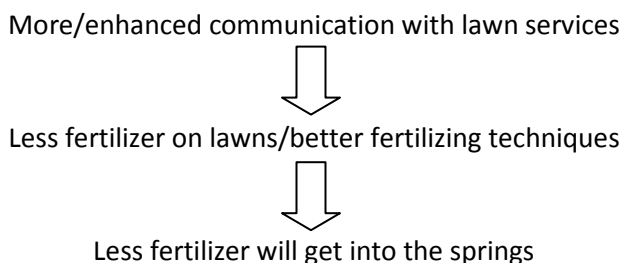 More/enhanced communication with lawn services
Less fertilizer on lawns/better fertilizing techniques
Less fertilizer will get into the springs